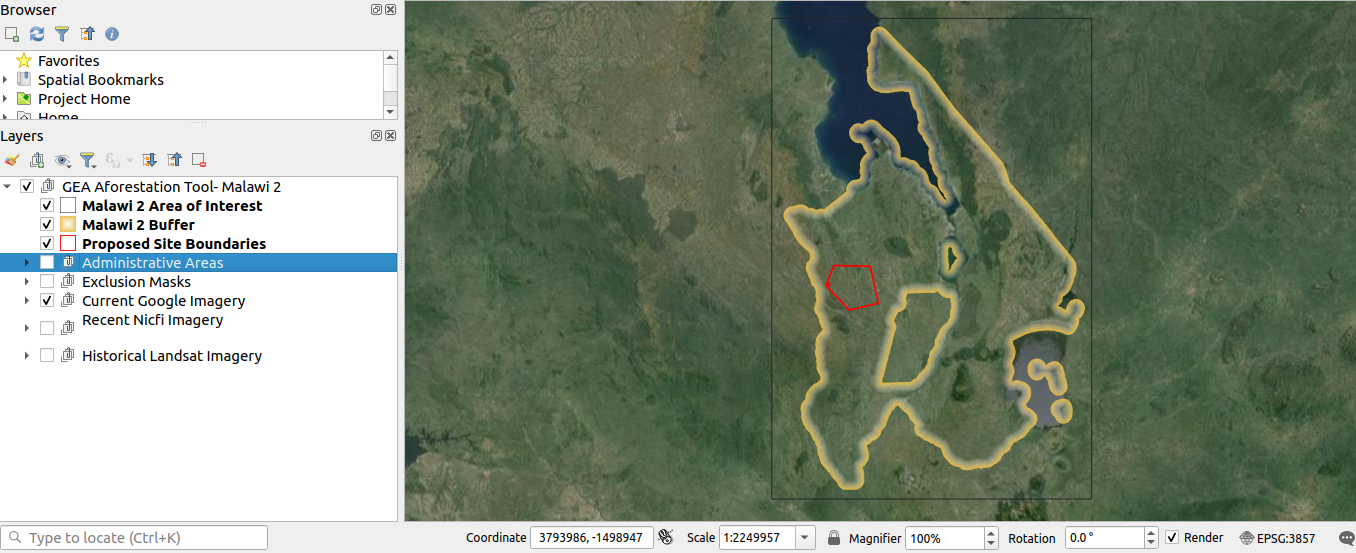 Browser
Favorites
Spatial Bookmarks
Project Home
Home
Layers
GEA Aforestation Tool- Malawi 2
Malawi 2 Area of Interest
Malawi 2 Buffer
Proposed Site Boundaries
Administrative Areas
Exclusion Masks
Current Google Imagery
Recent Nicfi Imagery
Historical Landsat Imagery
Type to locate (Ctrl+K)
Coordinate 3793986, -1498947 Scale 1:2249957 Magnifier 100% Rotation 0.0 ° Render EPSG:3857